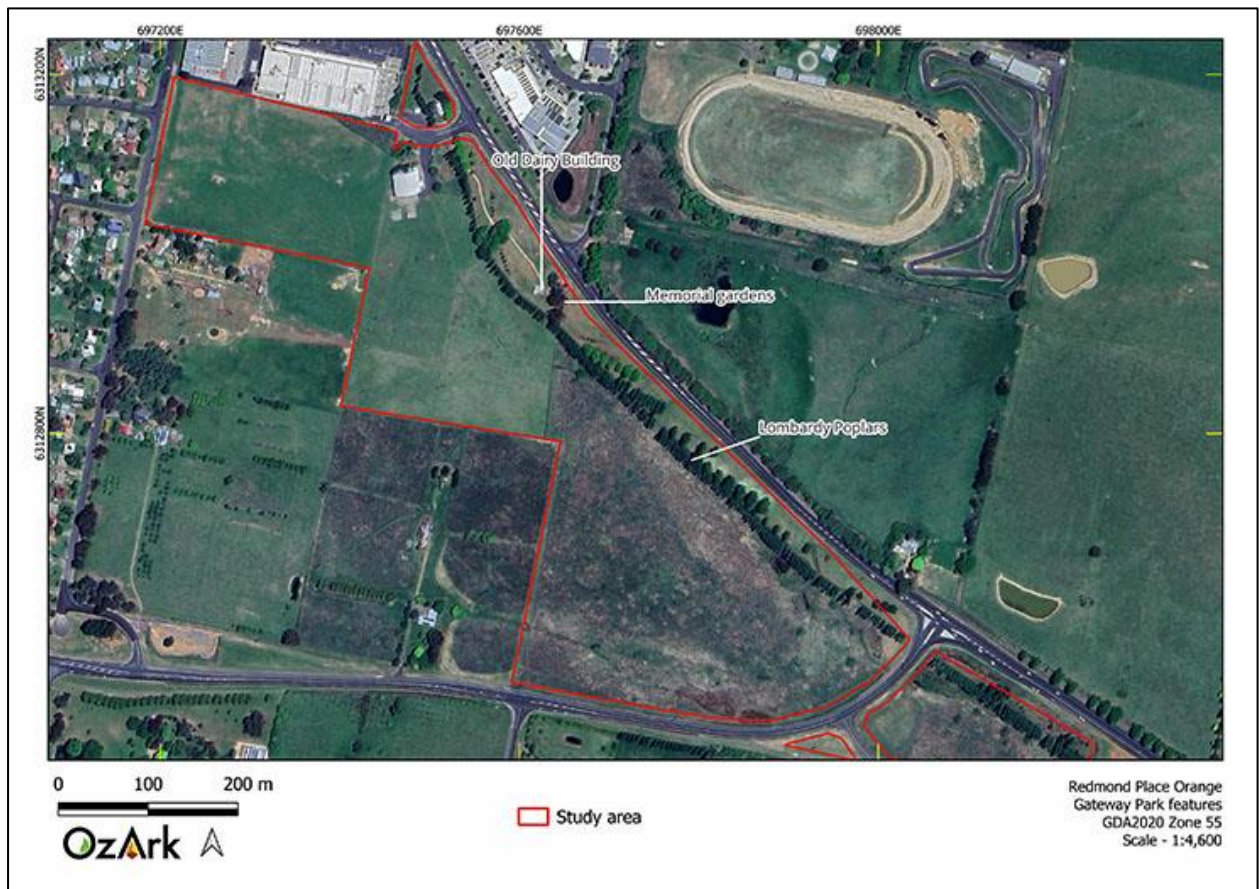 697200E
697600E
698000E
6313200N
6312800N
Old Dairy Building
Memorial gardens
Lombardy Poplars
0 100 200 m
Study area
OzArk
Redmond Place Orange
Gateway Park features
GDA2020 Zone 55
Scale - 1:4,600